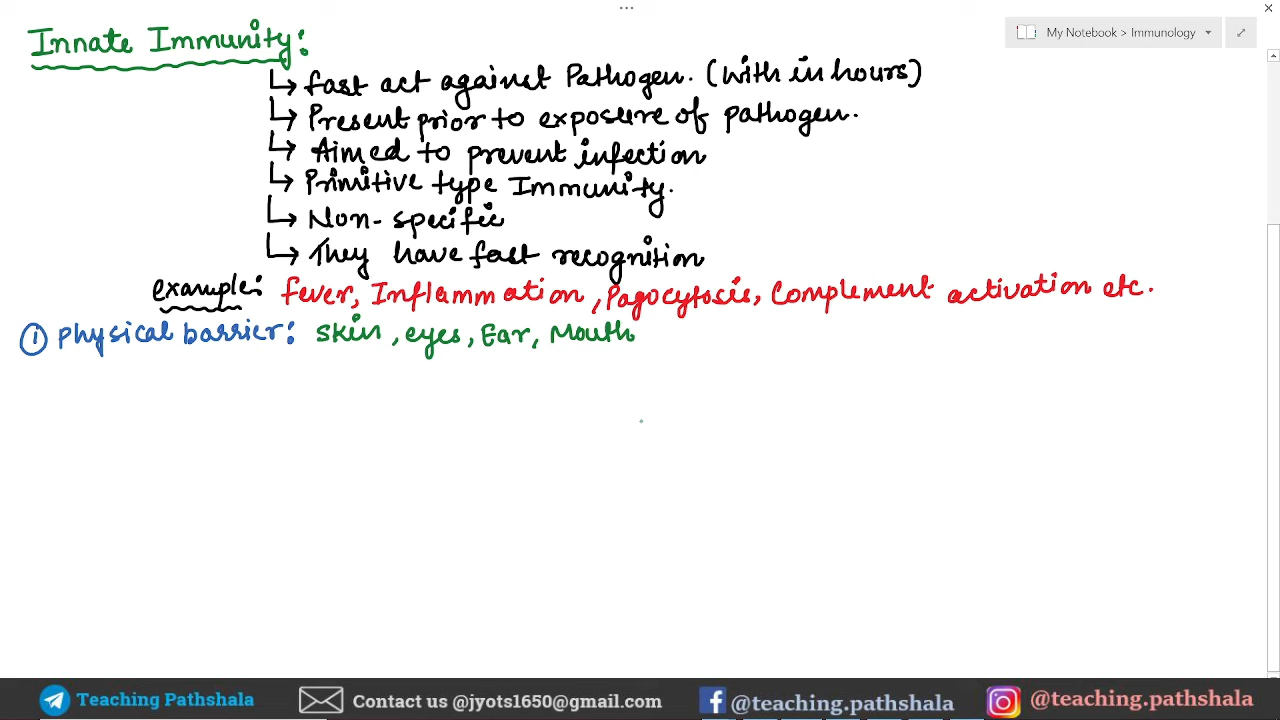 ...
My Notebook > Immunology
Innate Immunity:
↳ Fast act against Pathogen. (With in hours)
↳ Present prior to exposure of pathogen.
↳ Aimed to prevent infection
↳ Primitive type Immunity.
↳ Non-specific
↳ They have fast recognition
example: fever, Inflammation, Pagocytosis, Complement activation etc.
① Physical barrier: Skin, eyes, Ear, Mouth
Teaching Pathshala Contact us @jyots1650@gmail.com @teaching.pathshala @teaching.pathshala